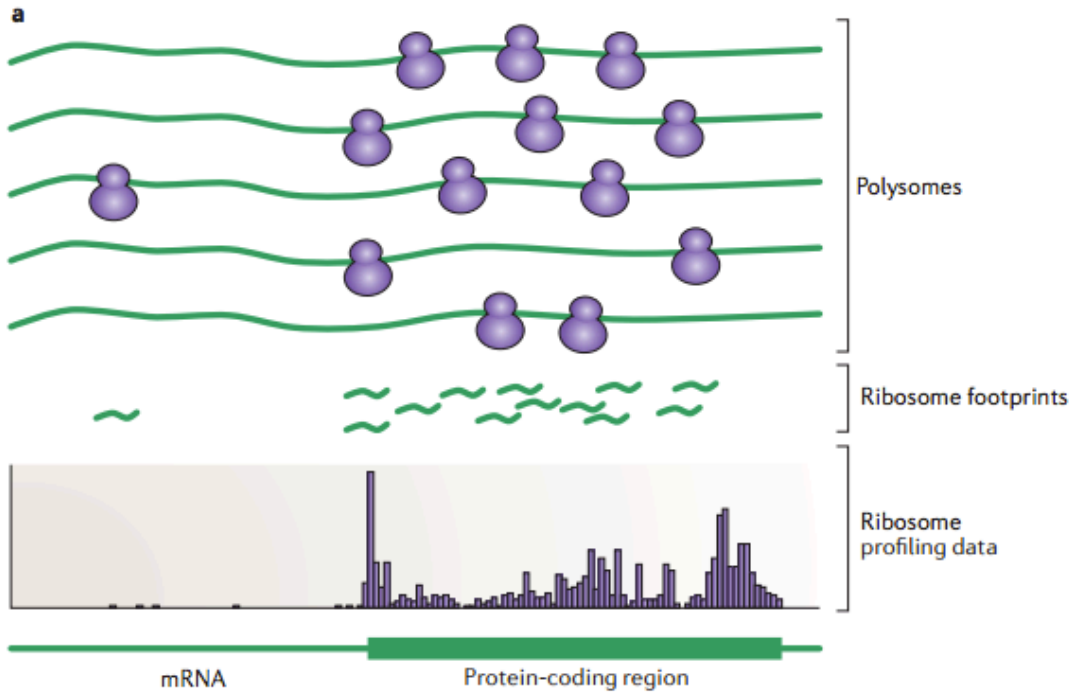 a
Polysomes
Ribosome footprints
Ribosome
profiling data
mRNA
Protein-coding region